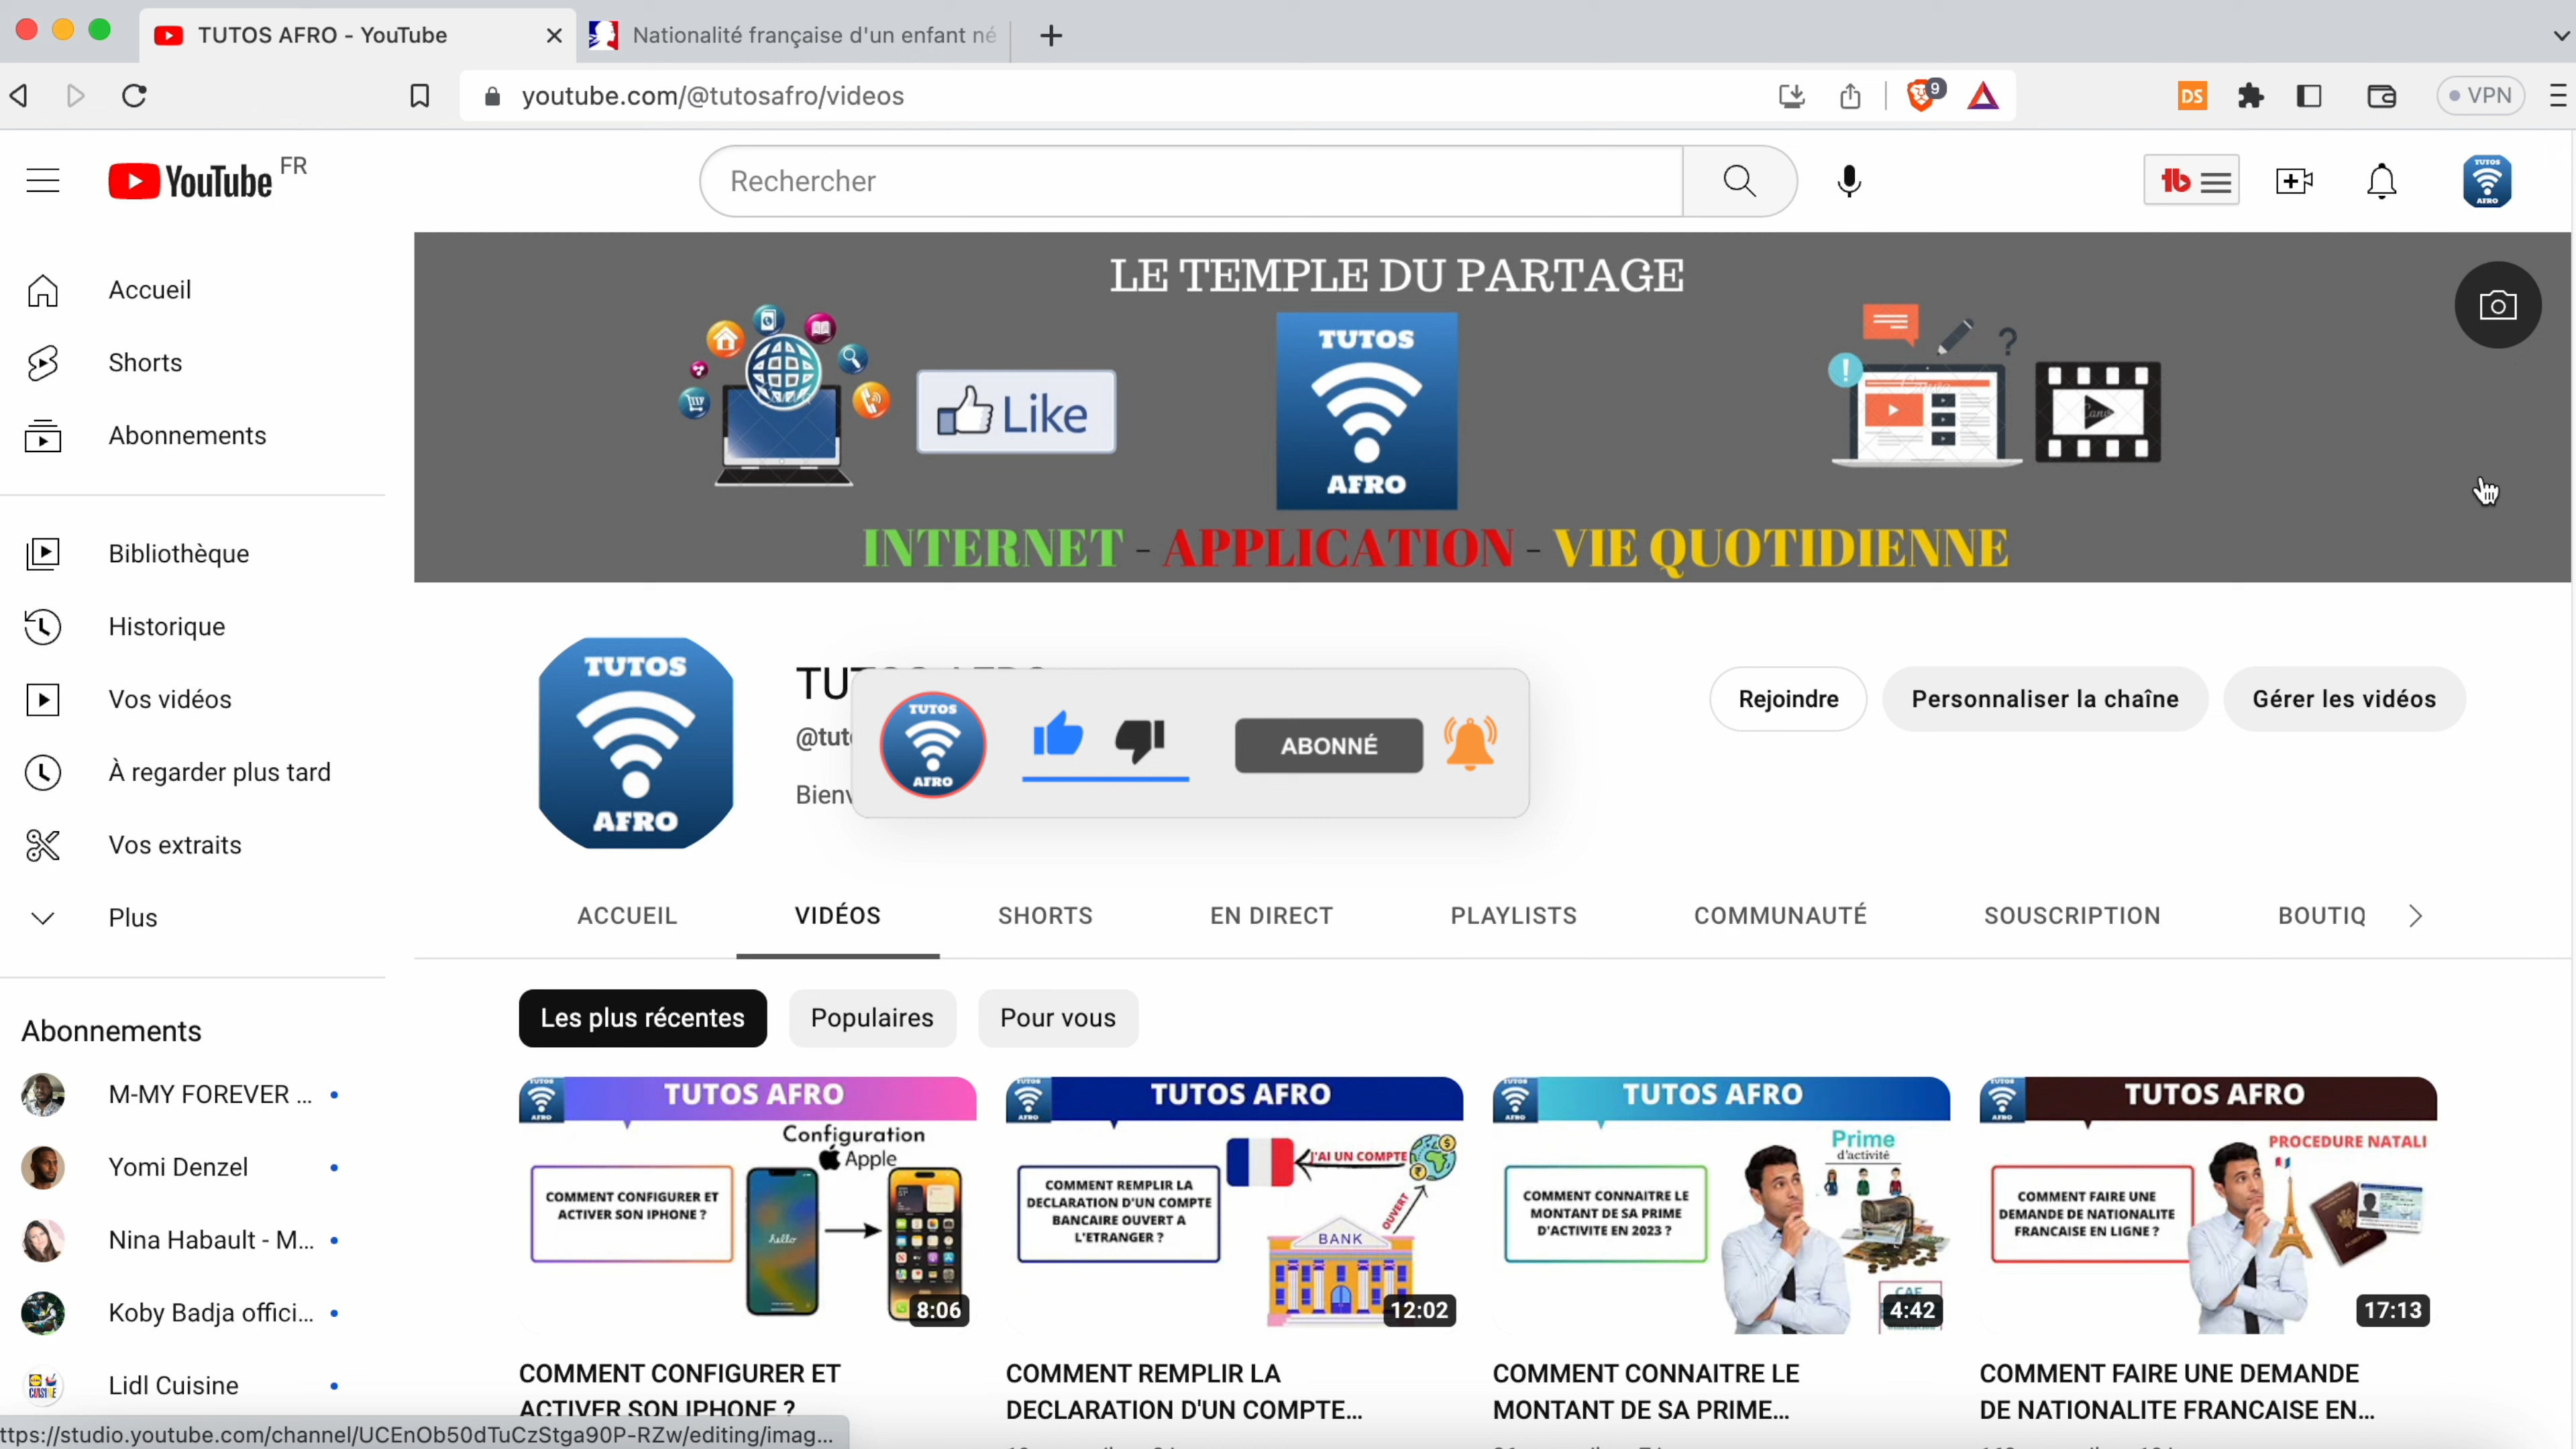 TUTOS AFRO - YouTube
Nationalité française d'un enfant né
youtube.com/@tutosafro/videos
9
DS
VPN
YouTube FR
Rechercher
TUTOS
AFRO
Accueil
Shorts
Abonnements
Bibliothèque
Historique
Vos vidéos
À regarder plus tard
Vos extraits
Plus
Abonnements
M-MY FOREVER ...
Yomi Denzel
Nina Habault - M...
Koby Badja offici...
Lidl Cuisine
LE TEMPLE DU PARTAGE
Like
TUTOS
AFRO
INTERNET - APPLICATION - VIE QUOTIDIENNE
TUTOS
AFRO
TU
@tut
Bienv
TUTOS
AFRO
ABONNÉ
Rejoindre
Personnaliser la chaîne
Gérer les vidéos
ACCUEIL
VIDÉOS
SHORTS
EN DIRECT
PLAYLISTS
COMMUNAUTÉ
SOUSCRIPTION
BOUTIQ
Les plus récentes
Populaires
Pour vous
TUTOS AFRO
Configuration
Apple
COMMENT CONFIGURER ET
ACTIVER SON IPHONE ?
hello
8:06
COMMENT CONFIGURER ET
ACTIVER SON IPHONE ?
TUTOS AFRO
J'AI UN COMPTE
COMMENT REMPLIR LA
DECLARATION D'UN COMPTE
BANCAIRE OUVERT A
L'ETRANGER ?
OUVERT
BANK
12:02
COMMENT REMPLIR LA
DECLARATION D'UN COMPTE...
TUTOS AFRO
Prime
d'activité
COMMENT CONNAITRE LE
MONTANT DE SA PRIME
D'ACTIVITE EN 2023 ?
CAF
4:42
COMMENT CONNAITRE LE
MONTANT DE SA PRIME...
TUTOS AFRO
PROCEDURE NATALI
COMMENT FAIRE UNE
DEMANDE DE NATIONALITE
FRANCAISE EN LIGNE ?
17:13
COMMENT FAIRE UNE DEMANDE
DE NATIONALITE FRANCAISE EN...
ttps://studio.youtube.com/channel/UCEnOb50dTuCzStga90P-RZw/editing/imag...